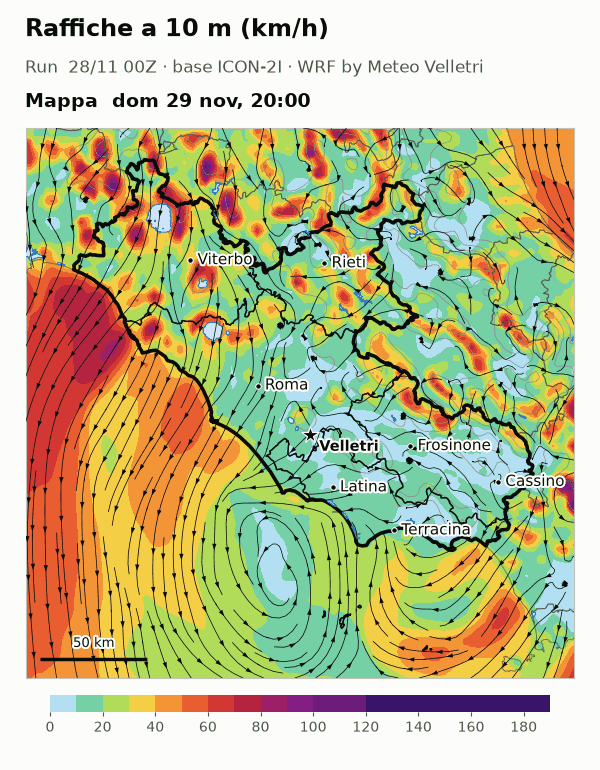 Raffiche a 10 m (km/h)
Run  28/11 00Z · base ICON-2I · WRF by Meteo Velletri
Mappa  dom 29 nov, 20:00
Viterbo
Rieti
Roma
Velletri
Frosinone
Latina
Cassino
Terracina
50 km
0 20 40 60 80 100 120 140 160 180